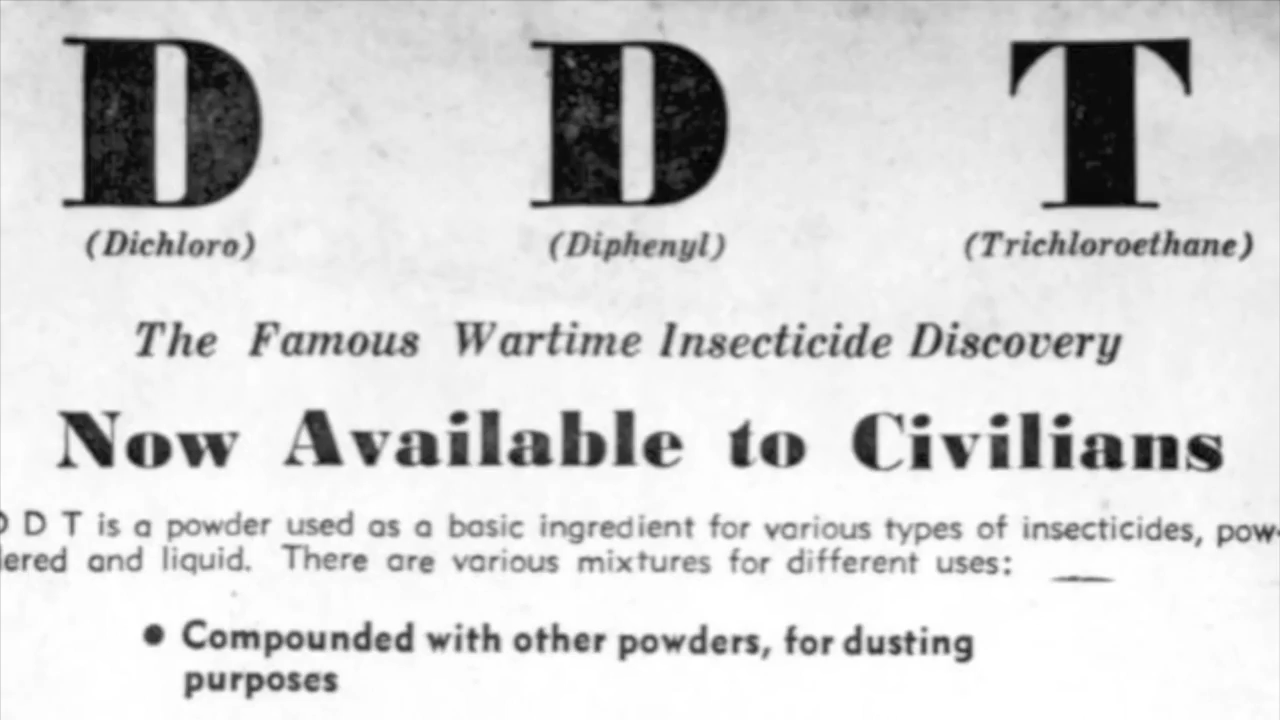 D D T
(Dichloro) (Diphenyl) (Trichloroethane)
The Famous Wartime Insecticide Discovery
Now Available to Civilians
D D T is a powder used as a basic ingredient for various types of insecticides, pow-
dered and liquid. There are various mixtures for different uses:
● Compounded with other powders, for dusting
purposes